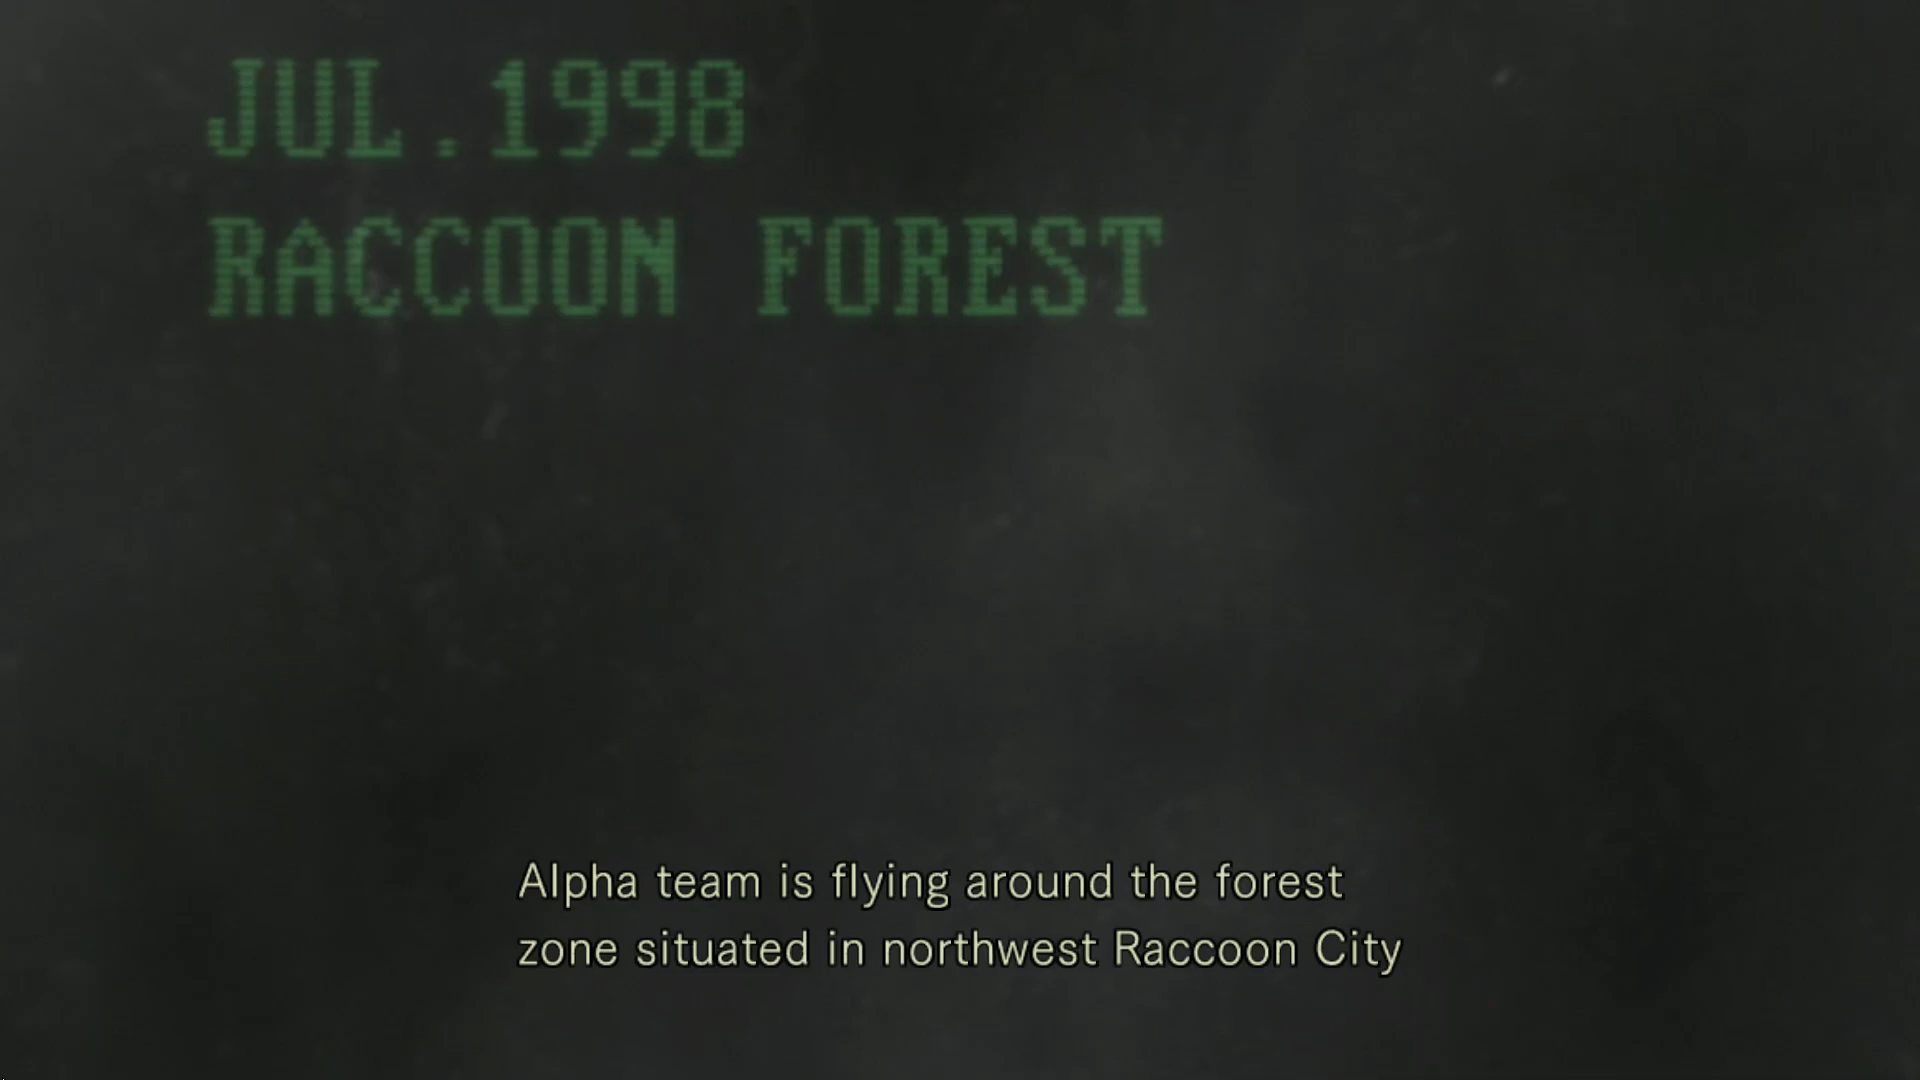 JUL.1998
RACCOON FOREST
Alpha team is flying around the forest
zone situated in northwest Raccoon City